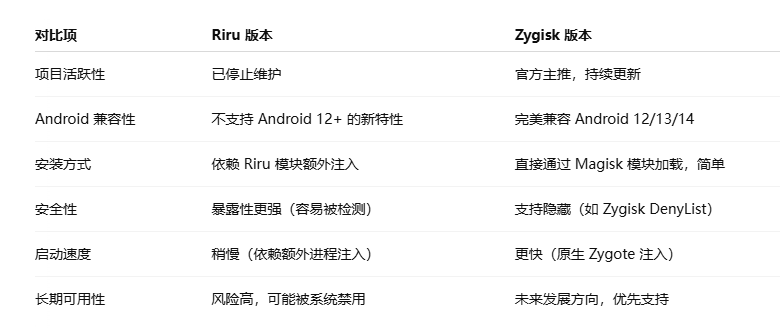 对比项 Riru 版本 Zygisk 版本
项目活跃性 已停止维护 官方主推，持续更新
Android 兼容性 不支持 Android 12+ 的新特性 完美兼容 Android 12/13/14
安装方式 依赖 Riru 模块额外注入 直接通过 Magisk 模块加载，简单
安全性 暴露性更强（容易被检测） 支持隐藏（如 Zygisk DenyList）
启动速度 稍慢（依赖额外进程注入） 更快（原生 Zygote 注入）
长期可用性 风险高，可能被系统禁用 未来发展方向，优先支持